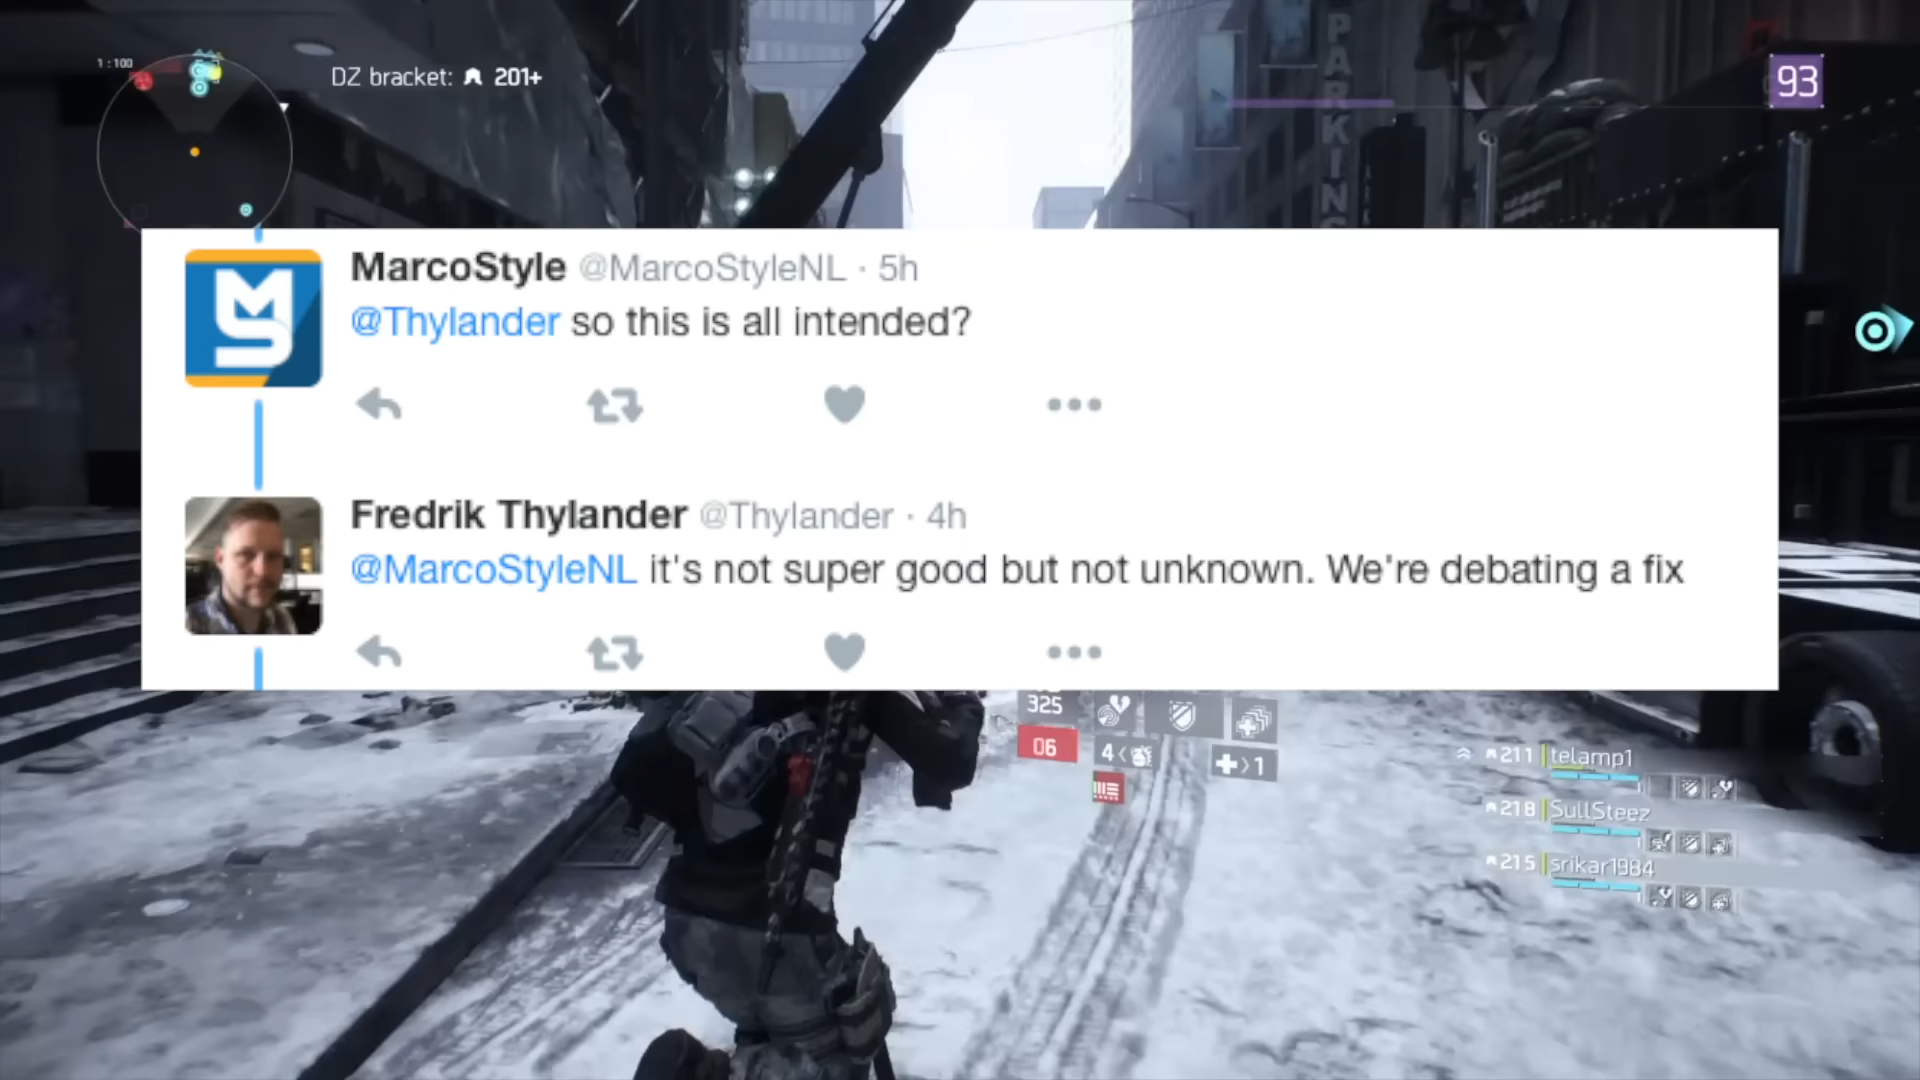 1:100
DZ bracket: 201+
93
PARKING
MarcoStyle @MarcoStyleNL · 5h
@Thylander so this is all intended?
Fredrik Thylander @Thylander · 4h
@MarcoStyleNL it's not super good but not unknown. We're debating a fix
325
06
4<
>1
211 telamp1
218 SullSteez
215 srikar1984